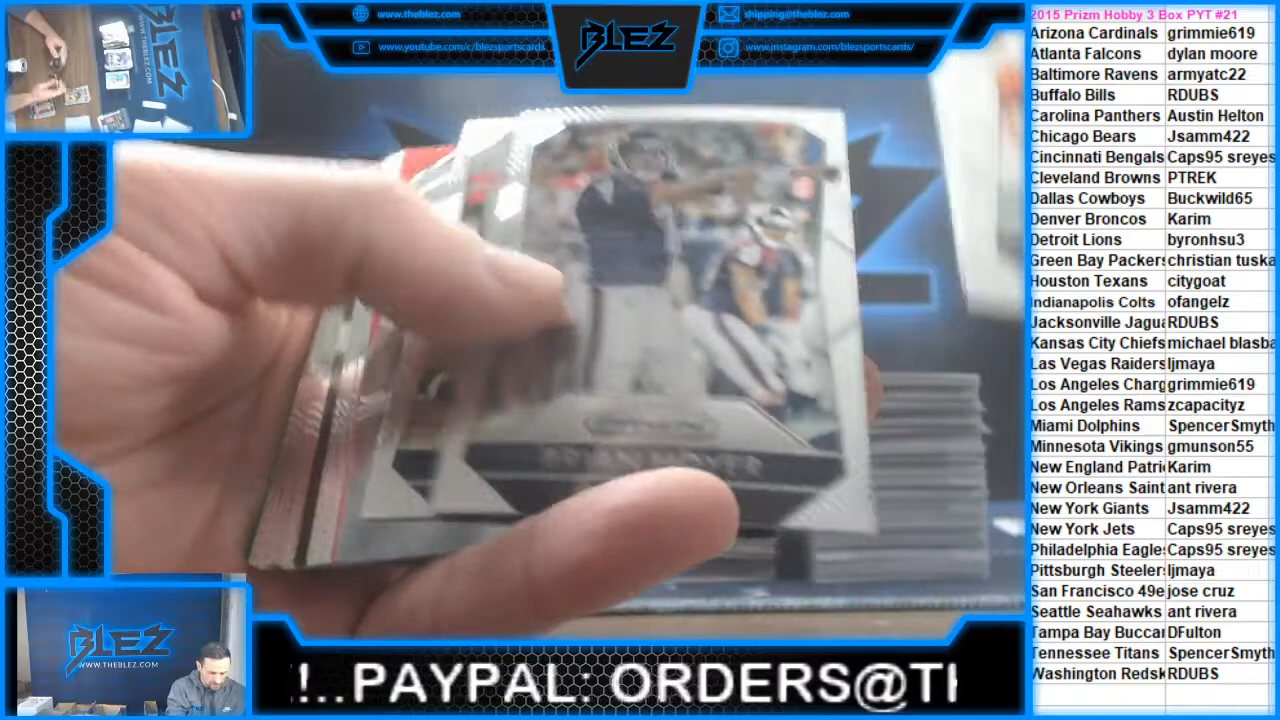 www.theblez.com
www.youtube.com/c/blezsportscards
BLEZ
shipping@theblez.com
www.instagram.com/blezsportscards/
2015 Prizm Hobby 3 Box PYT #21
Arizona Cardinals grimmie619
Atlanta Falcons dylan moore
Baltimore Ravens armyatc22
Buffalo Bills RDUBS
Carolina Panthers Austin Helton
Chicago Bears Jsamm422
Cincinnati Bengals Caps95 sreyes
Cleveland Browns PTREK
Dallas Cowboys Buckwild65
Denver Broncos Karim
Detroit Lions byronhsu3
Green Bay Packers christian tuska
Houston Texans citygoat
Indianapolis Colts ofangelz
Jacksonville Jagua RDUBS
Kansas City Chiefs michael blasba
Las Vegas Raiders ljmaya
Los Angeles Charg grimmie619
Los Angeles Rams zcapacityz
Miami Dolphins SpencerSmyth
Minnesota Vikings gmunson55
New England Patri Karim
New Orleans Saint ant rivera
New York Giants Jsamm422
New York Jets Caps95 sreyes
Philadelphia Eagle Caps95 sreyes
Pittsburgh Steeler ljmaya
San Francisco 49e jose cruz
Seattle Seahawks ant rivera
Tampa Bay Buccar DFulton
Tennessee Titans SpencerSmyth
Washington Redsk RDUBS
BRIAN HOYER
BLEZ
WWW.THEBLEZ.COM
!..PAYPAL: ORDERS@TH